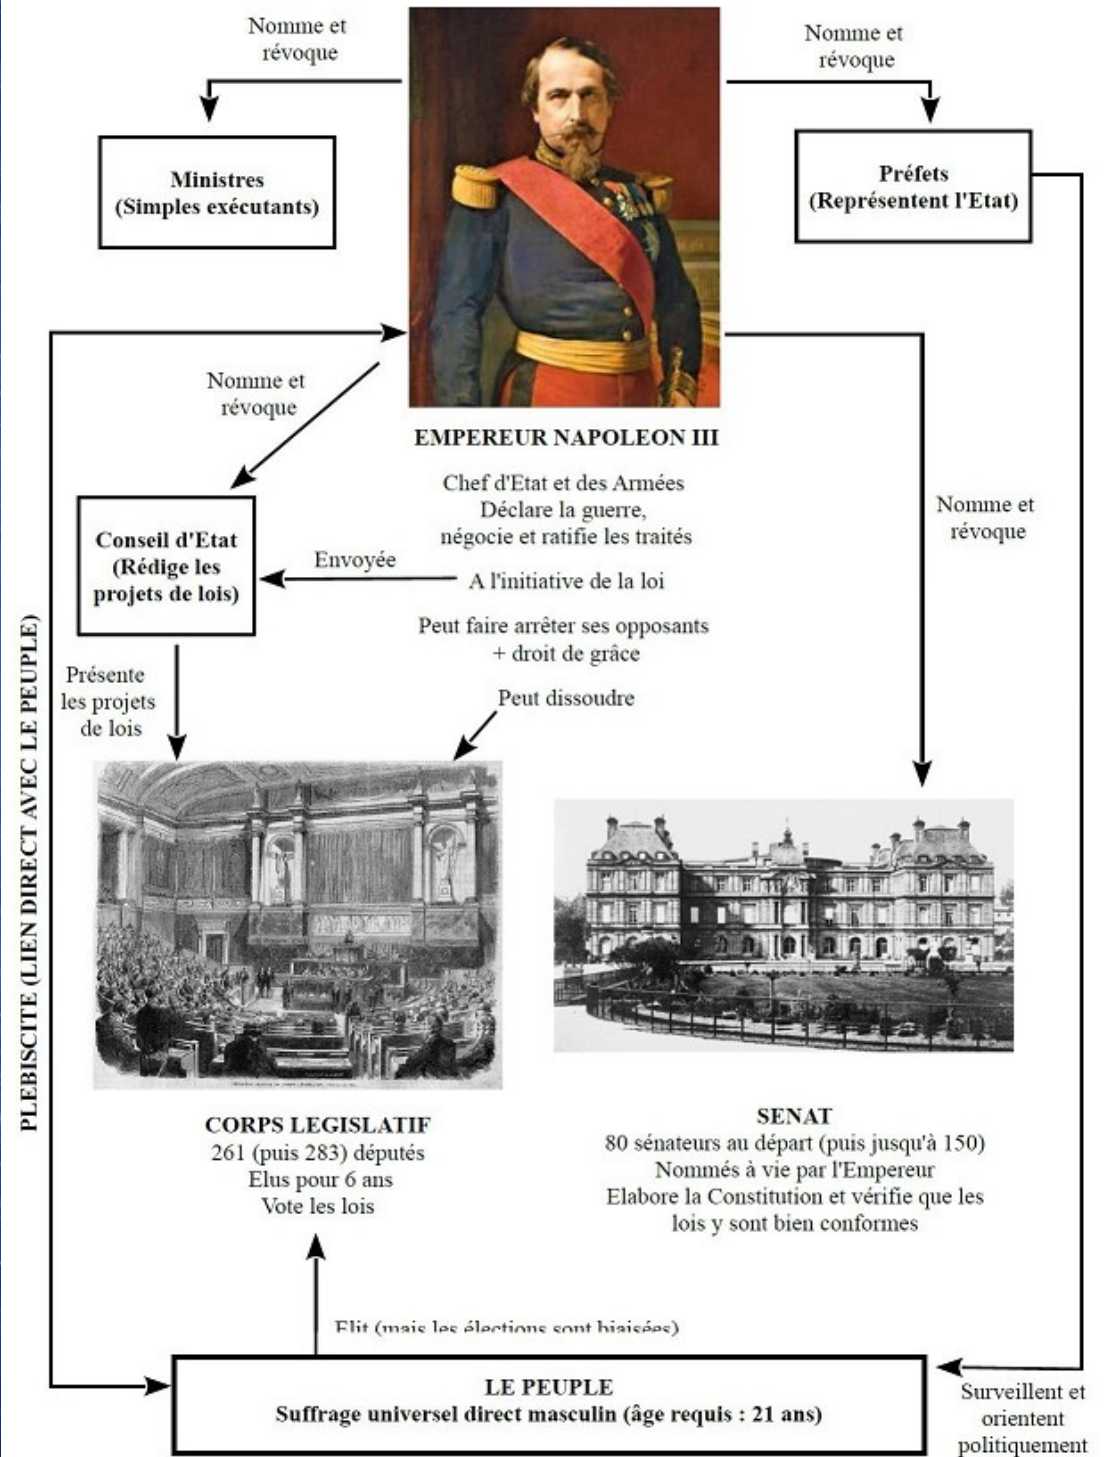 Nomme et
révoque
Nomme et
révoque
Ministres
(Simples exécutants)
Préfets
(Représentent l'Etat)
Nomme et
révoque
EMPEREUR NAPOLEON III
Chef d'Etat et des Armées
Déclare la guerre,
négocie et ratifie les traités
Nomme et
révoque
Conseil d'Etat
(Rédige les
projets de lois)
Envoyée
A l'initiative de la loi
Peut faire arrêter ses opposants
+ droit de grâce
Peut dissoudre
Présente
les projets
de lois
PLEBISCITE (LIEN DIRECT AVEC LE PEUPLE)
CORPS LEGISLATIF
261 (puis 283) députés
Elus pour 6 ans
Vote les lois
SENAT
80 sénateurs au départ (puis jusqu'à 150)
Nommés à vie par l'Empereur
Elabore la Constitution et vérifie que les
lois y sont bien conformes
Elit (mais les élections sont biaisées)
LE PEUPLE
Suffrage universel direct masculin (âge requis : 21 ans)
Surveillent et
orientent
politiquement